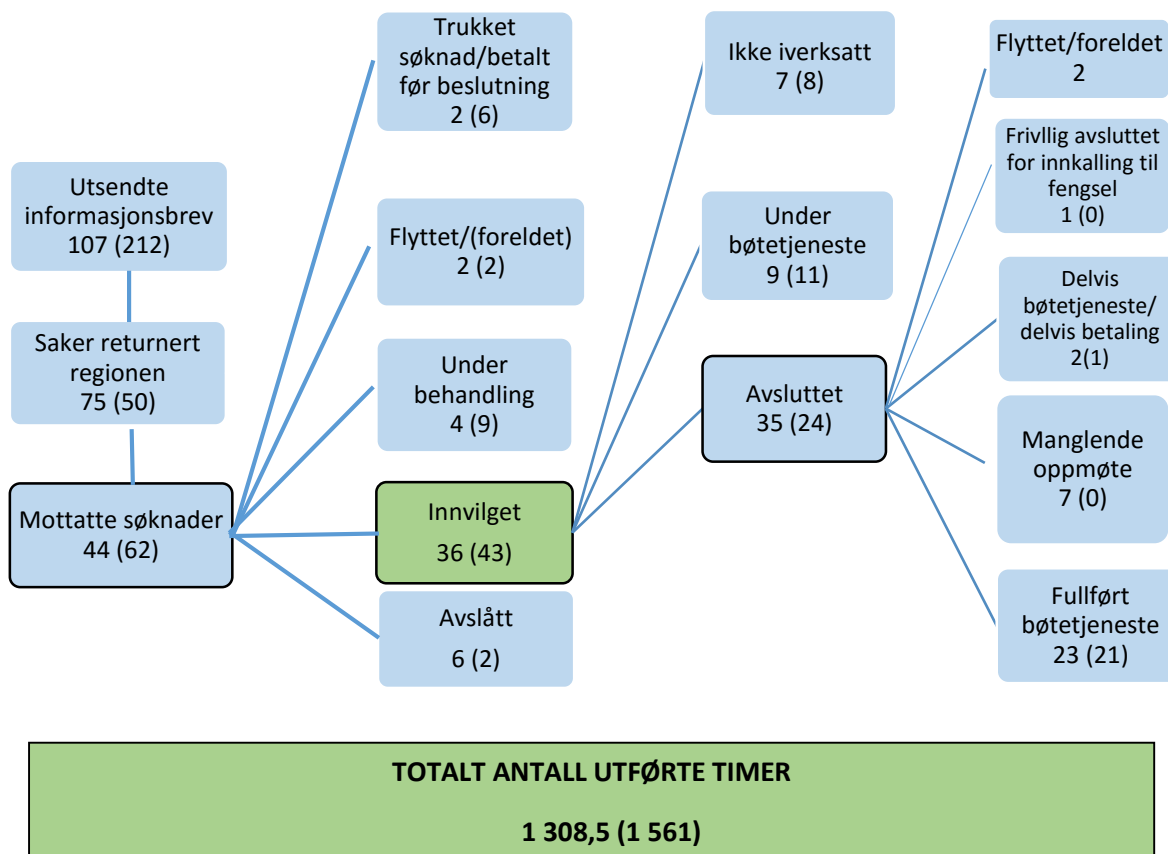 Utsendte
informasjonsbrev
107 (212)
Saker returnert
regionen
75 (50)
Mottatte søknader
44 (62)
Trukket
søknad/betalt
før beslutning
2 (6)
Flyttet/(foreldet)
2 (2)
Under
behandling
4 (9)
Innvilget
36 (43)
Avslått
6 (2)
Ikke iverksatt
7 (8)
Under
bøtetjeneste
9 (11)
Avsluttet
35 (24)
Flyttet/foreldet
2
Frivllig avsluttet
for innkalling til
fengsel
1 (0)
Delvis
bøtetjeneste/
delvis betaling
2(1)
Manglende
oppmøte
7 (0)
Fullført
bøtetjeneste
23 (21)
TOTALT ANTALL UTFØRTE TIMER
1 308,5 (1 561)